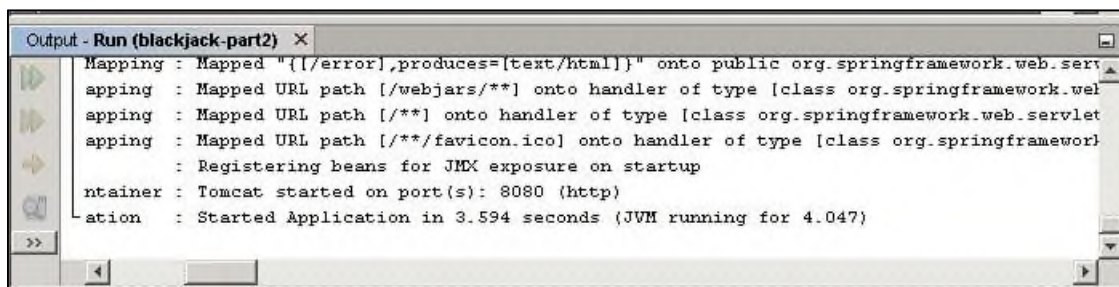 Output - Run (blackjack-part2) ×
Mapping : Mapped "{[/error],produces=[text/html]}" onto public org.springframework.web.serv
apping : Mapped URL path [/webjars/**] onto handler of type [class org.springframework.web
apping : Mapped URL path [/**] onto handler of type [class org.springframework.web.servlet
apping : Mapped URL path [/**/favicon.ico] onto handler of type [class org.springframework
: Registering beans for JMX exposure on startup
ntainer : Tomcat started on port(s): 8080 (http)
ation : Started Application in 3.594 seconds (JVM running for 4.047)
>>